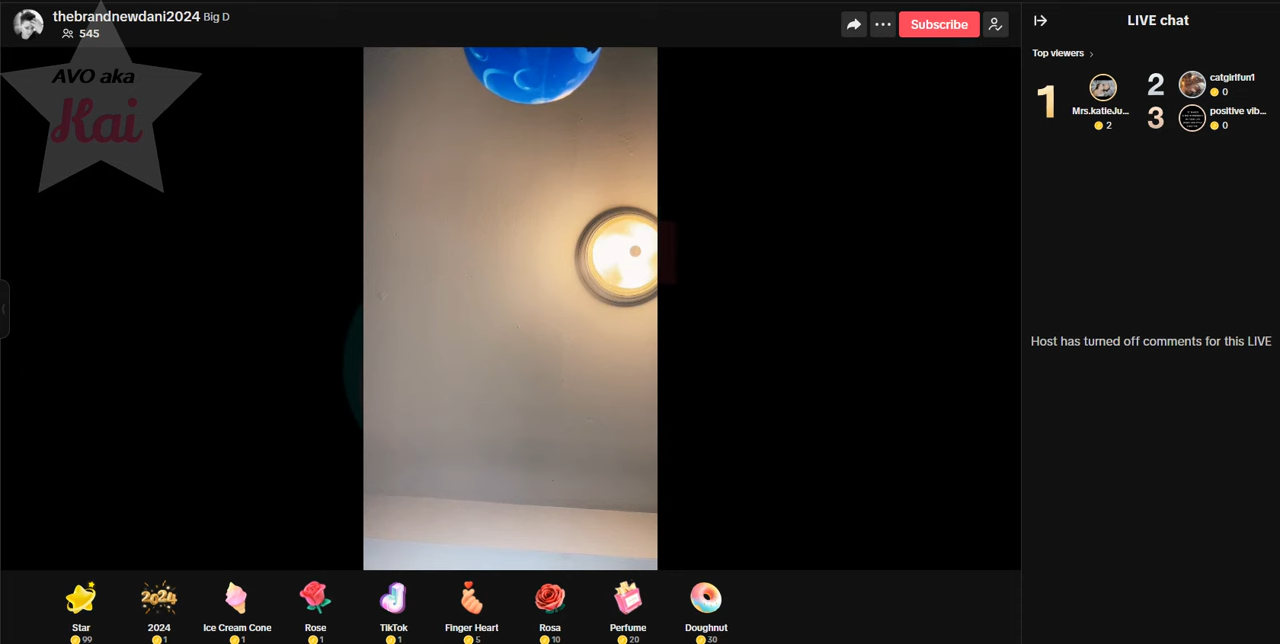 thebrandnewdani2024 Big D
545
Subscribe
AVO aka
Kai
LIVE chat
Top viewers
1
Mrs.katieJu...
2
2
catgirlfun1
0
3
positive vib...
0
Host has turned off comments for this LIVE
2024
Star
99
2024
1
Ice Cream Cone
1
Rose
1
TikTok
1
Finger Heart
5
Rosa
10
Perfume
20
Doughnut
30